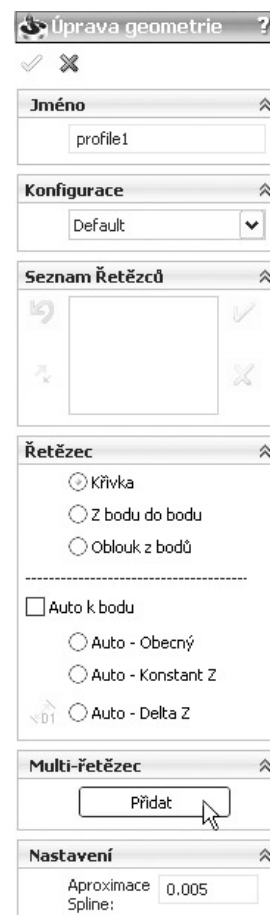 Úprava geometrie ?
Jméno
profile1
Konfigurace
Default
Seznam Řetězců
Řetězec
Křivka
Z bodu do bodu
Oblouk z bodů
Auto k bodu
Auto - Obecný
Auto - Konstant Z
D1
Auto - Delta Z
Multi-řetězec
Přidat
Nastavení
Aproximace 0.005
Spline: